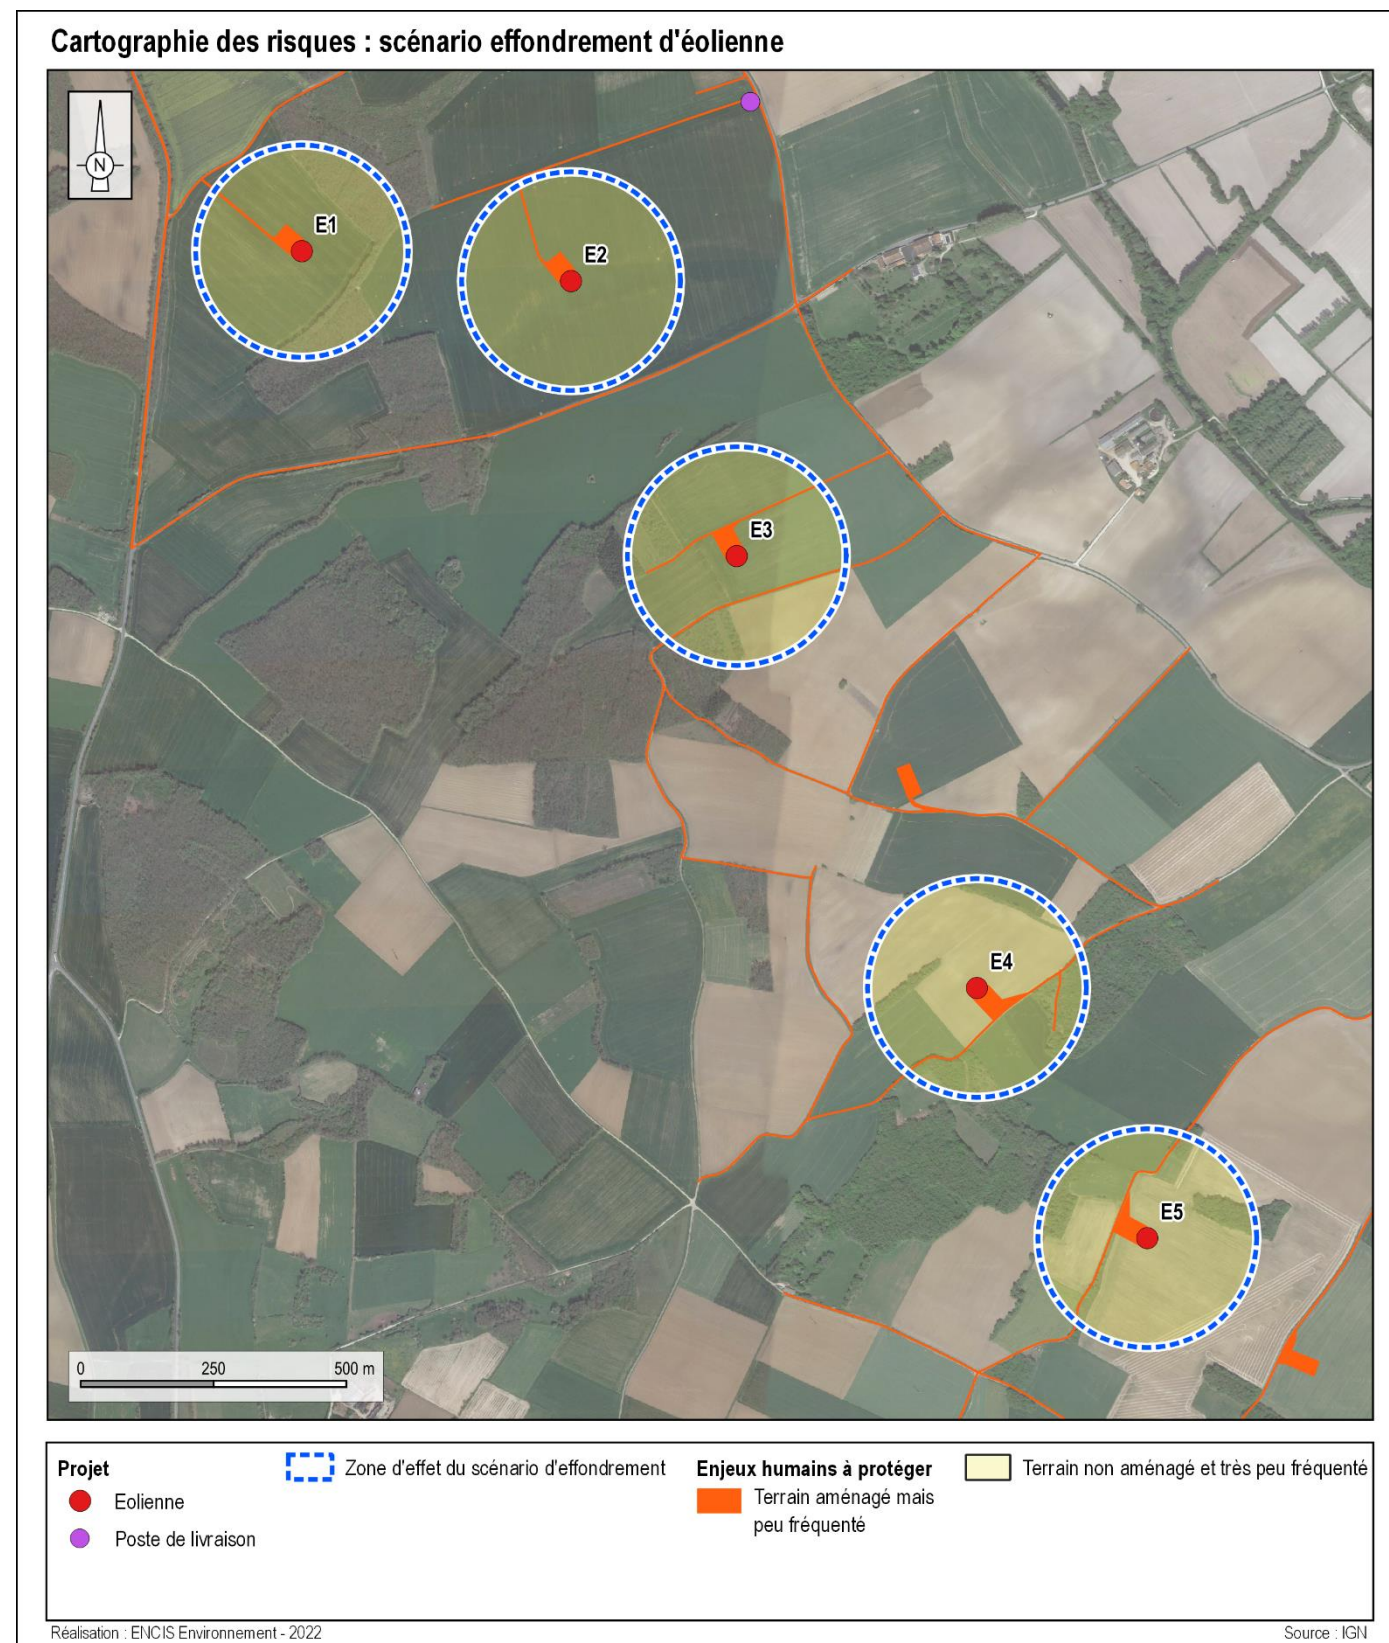 Cartographie des risques : scénario effondrement d'éolienne
N
E1
E2
E3
E4
E5
0 250 500 m
Projet
Eolienne
Poste de livraison
Zone d'effet du scénario d'effondrement
Enjeux humains à protéger
Terrain aménagé mais
peu fréquenté
Terrain non aménagé et très peu fréquenté
Réalisation : ENCIS Environnement - 2022
Source : IGN